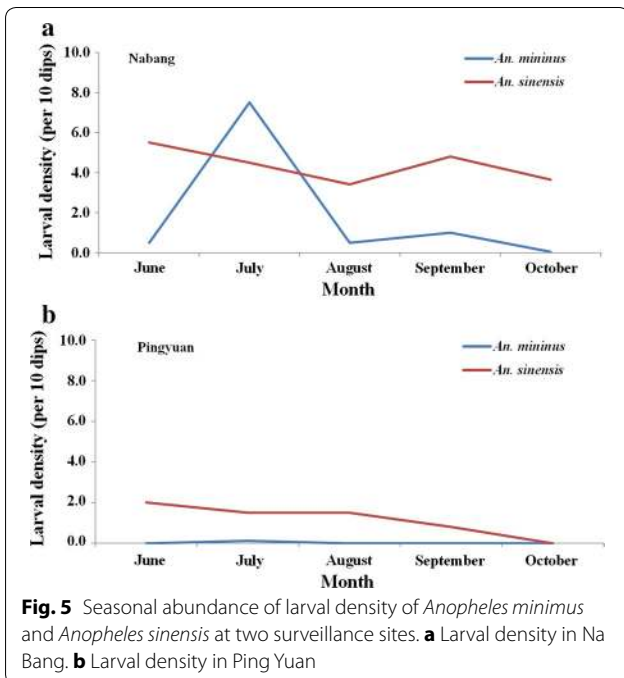 a
Nabang
An. mininus
An. sinensis
Larval density (per 10 dips)
10.0
8.0
6.0
4.0
2.0
0.0
June July August September October
Month
b
Pingyuan
An. mininus
An. sinensis
Larval density (per 10 dips)
10.0
8.0
6.0
4.0
2.0
0.0
June July August September October
Month
Fig. 5 Seasonal abundance of larval density of Anopheles minimus
and Anopheles sinensis at two surveillance sites. a Larval density in Na
Bang. b Larval density in Ping Yuan